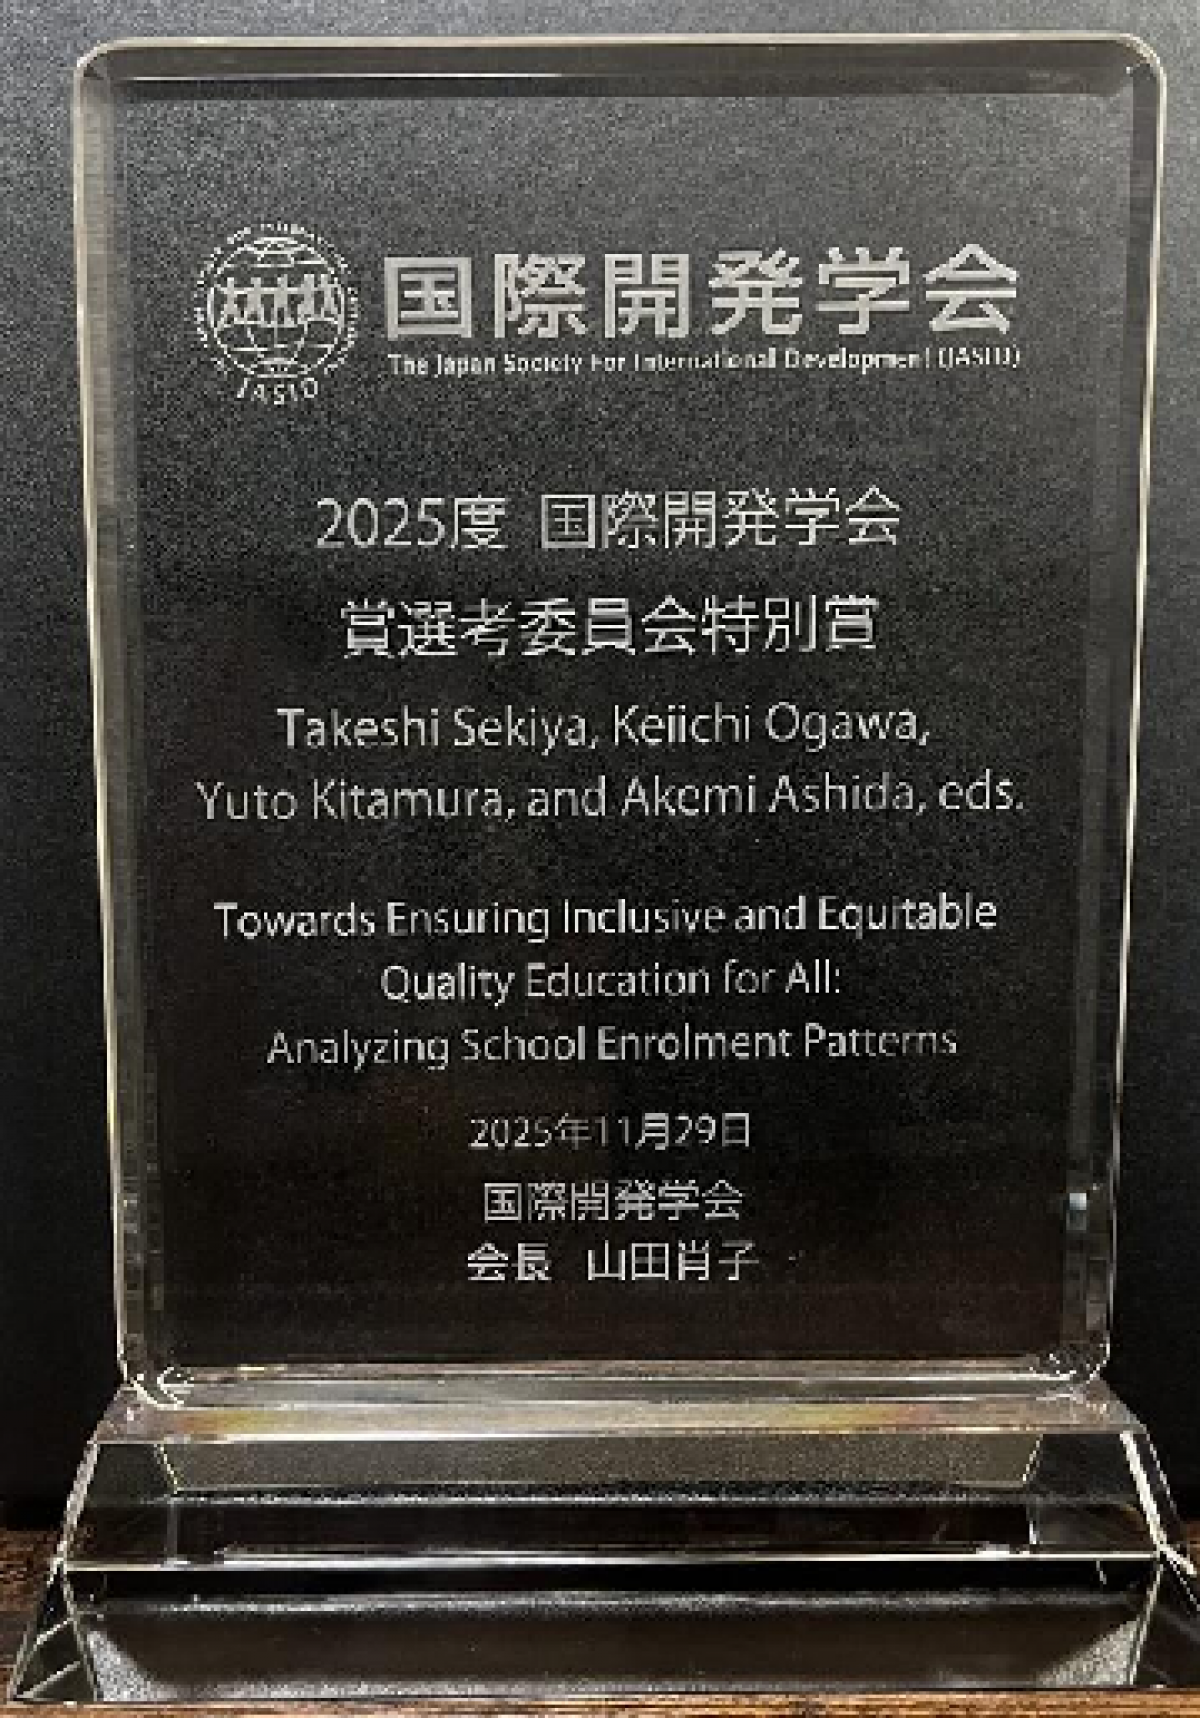 国際開発学会
The Japan Society For International Development (JASID)
JASID
2025度 国際開発学会
賞選考委員会特別賞
Takeshi Sekiya, Keiichi Ogawa,
Yuto Kitamura, and Akemi Ashida, eds.
Towards Ensuring Inclusive and Equitable
Quality Education for All:
Analyzing School Enrolment Patterns
2025年11月29日
国際開発学会
会長 山田肖子